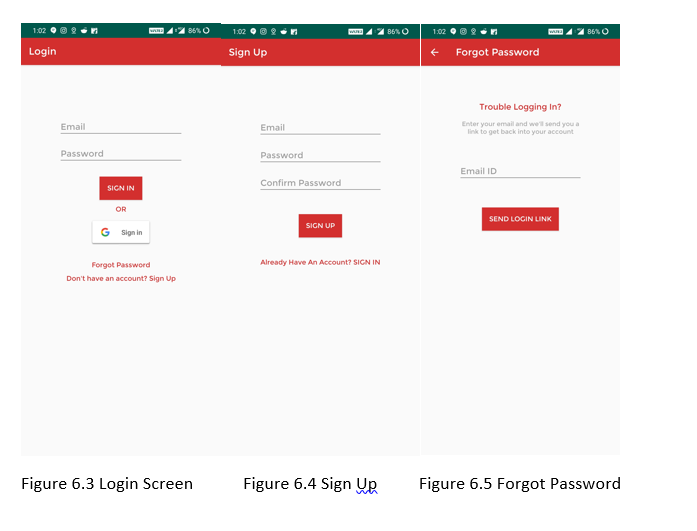 1:02 86%
Login
Email
Password
SIGN IN
OR
G Sign in
Forgot Password
Don't have an account? Sign Up
1:02 86%
Sign Up
Email
Password
Confirm Password
SIGN UP
Already Have An Account? SIGN IN
1:02 86%
← Forgot Password
Trouble Logging In?
Enter your email and we'll send you a
link to get back into your account
Email ID
SEND LOGIN LINK
Figure 6.3 Login Screen
Figure 6.4 Sign Up
Figure 6.5 Forgot Password